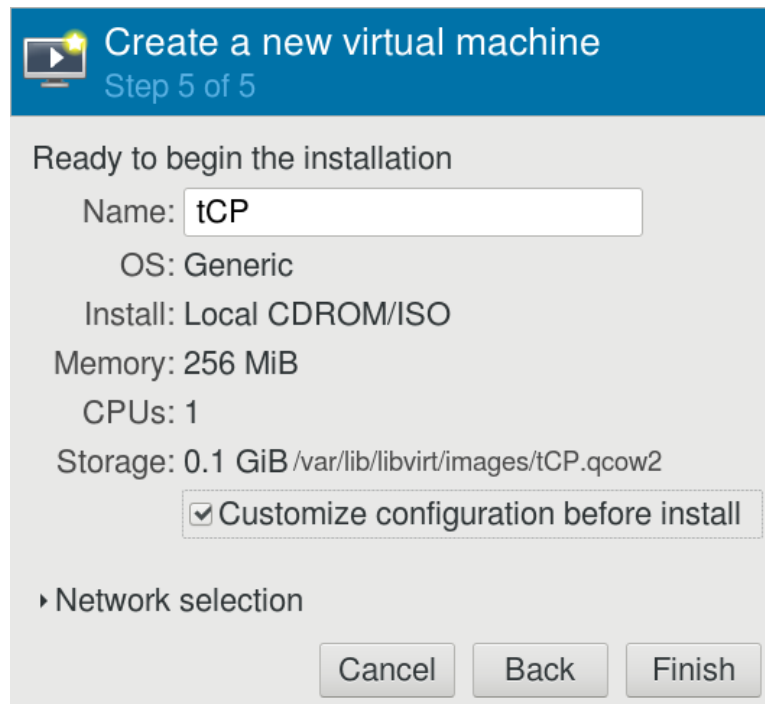 Create a new virtual machine
Step 5 of 5
Ready to begin the installation
Name: tCP
OS: Generic
Install: Local CDROM/ISO
Memory: 256 MiB
CPUs: 1
Storage: 0.1 GiB /var/lib/libvirt/images/tCP.qcow2
Customize configuration before install
Network selection
Cancel Back Finish